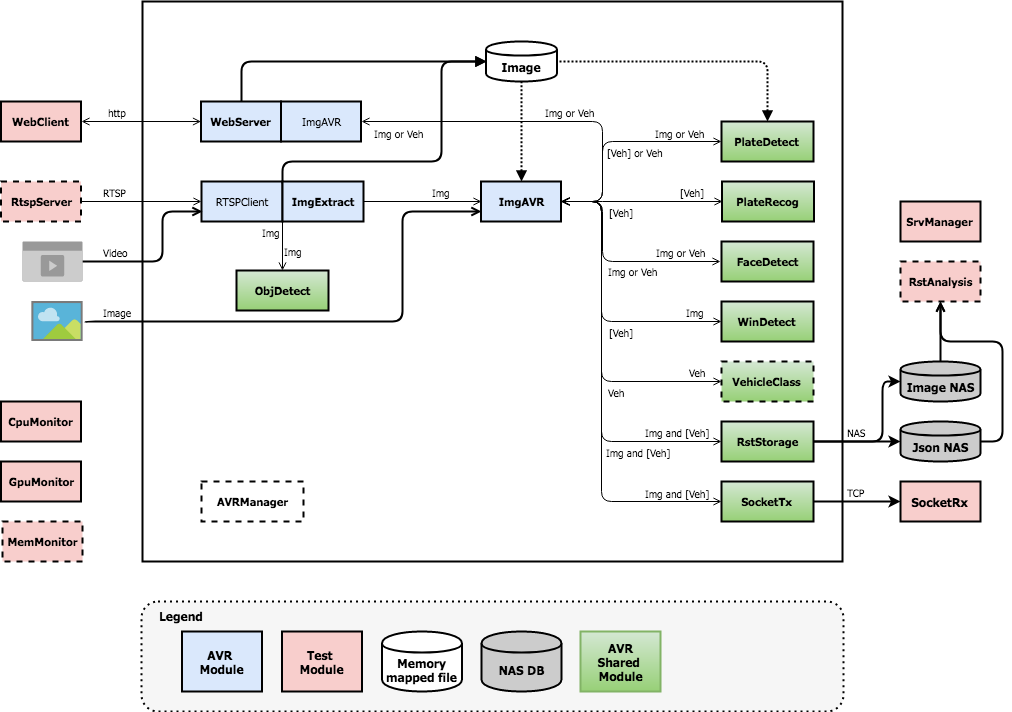 Image
WebClient
http
WebServer
ImgAVR
Img or Veh
Img or Veh
Img or Veh
[Veh] or Veh
PlateDetect
RtspServer
RTSP
RTSPClient
ImgExtract
Img
ImgAVR
[Veh]
[Veh]
PlateRecog
SrvManager
Video
Img
Img
Img or Veh
Img or Veh
FaceDetect
RstAnalysis
ObjDetect
Image
Img
[Veh]
WinDetect
Veh
Veh
VehicleClass
Image NAS
CpuMonitor
Img and [Veh]
Img and [Veh]
RstStorage
NAS
Json NAS
GpuMonitor
AVRManager
Img and [Veh]
SocketTx
TCP
SocketRx
MemMonitor
Legend
AVR
Module
Test
Module
Memory
mapped file
NAS DB
AVR
Shared
Module